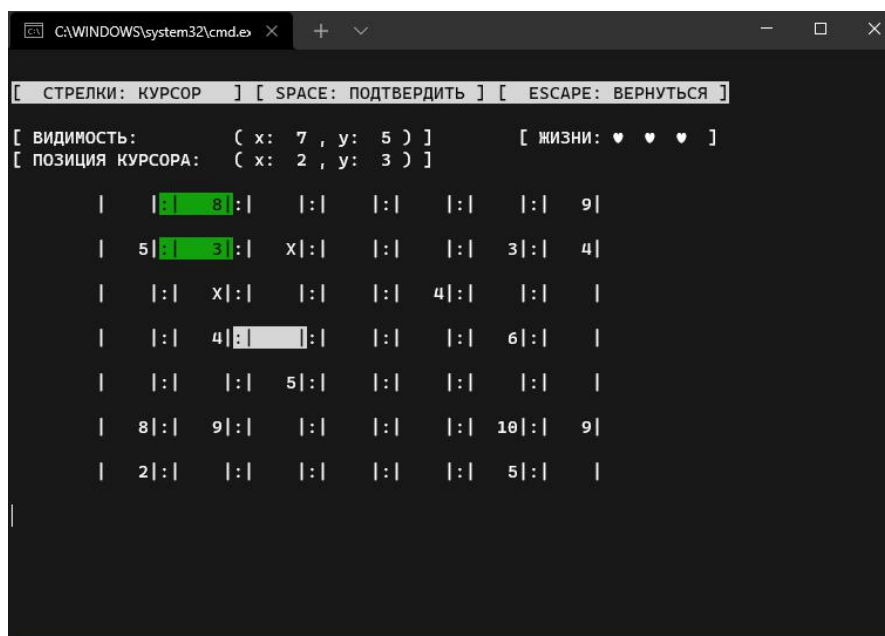 C:\WINDOWS\system32\cmd.ex
[ СТРЕЛКИ: КУРСОР ] [ SPACE: ПОДТВЕРДИТЬ ] [ ESCAPE: ВЕРНУТЬСЯ ]
[ ВИДИМОСТЬ: ( x: 7 , y: 5 ) ] [ ЖИЗНИ: ♥ ♥ ♥ ]
[ ПОЗИЦИЯ КУРСОРА: ( x: 2 , y: 3 ) ]
| |:| 8|:| |:| |:| |:| |:| 9|
| 5|:| 3|:| X|:| |:| |:| 3|:| 4|
| |:| X|:| |:| |:| 4|:| |:| |
| |:| 4|:| |:| |:| |:| 6|:| |
| |:| |:| 5|:| |:| |:| |:| |
| 8|:| 9|:| |:| |:| |:| 10|:| 9|
| 2|:| |:| |:| |:| |:| 5|:| |